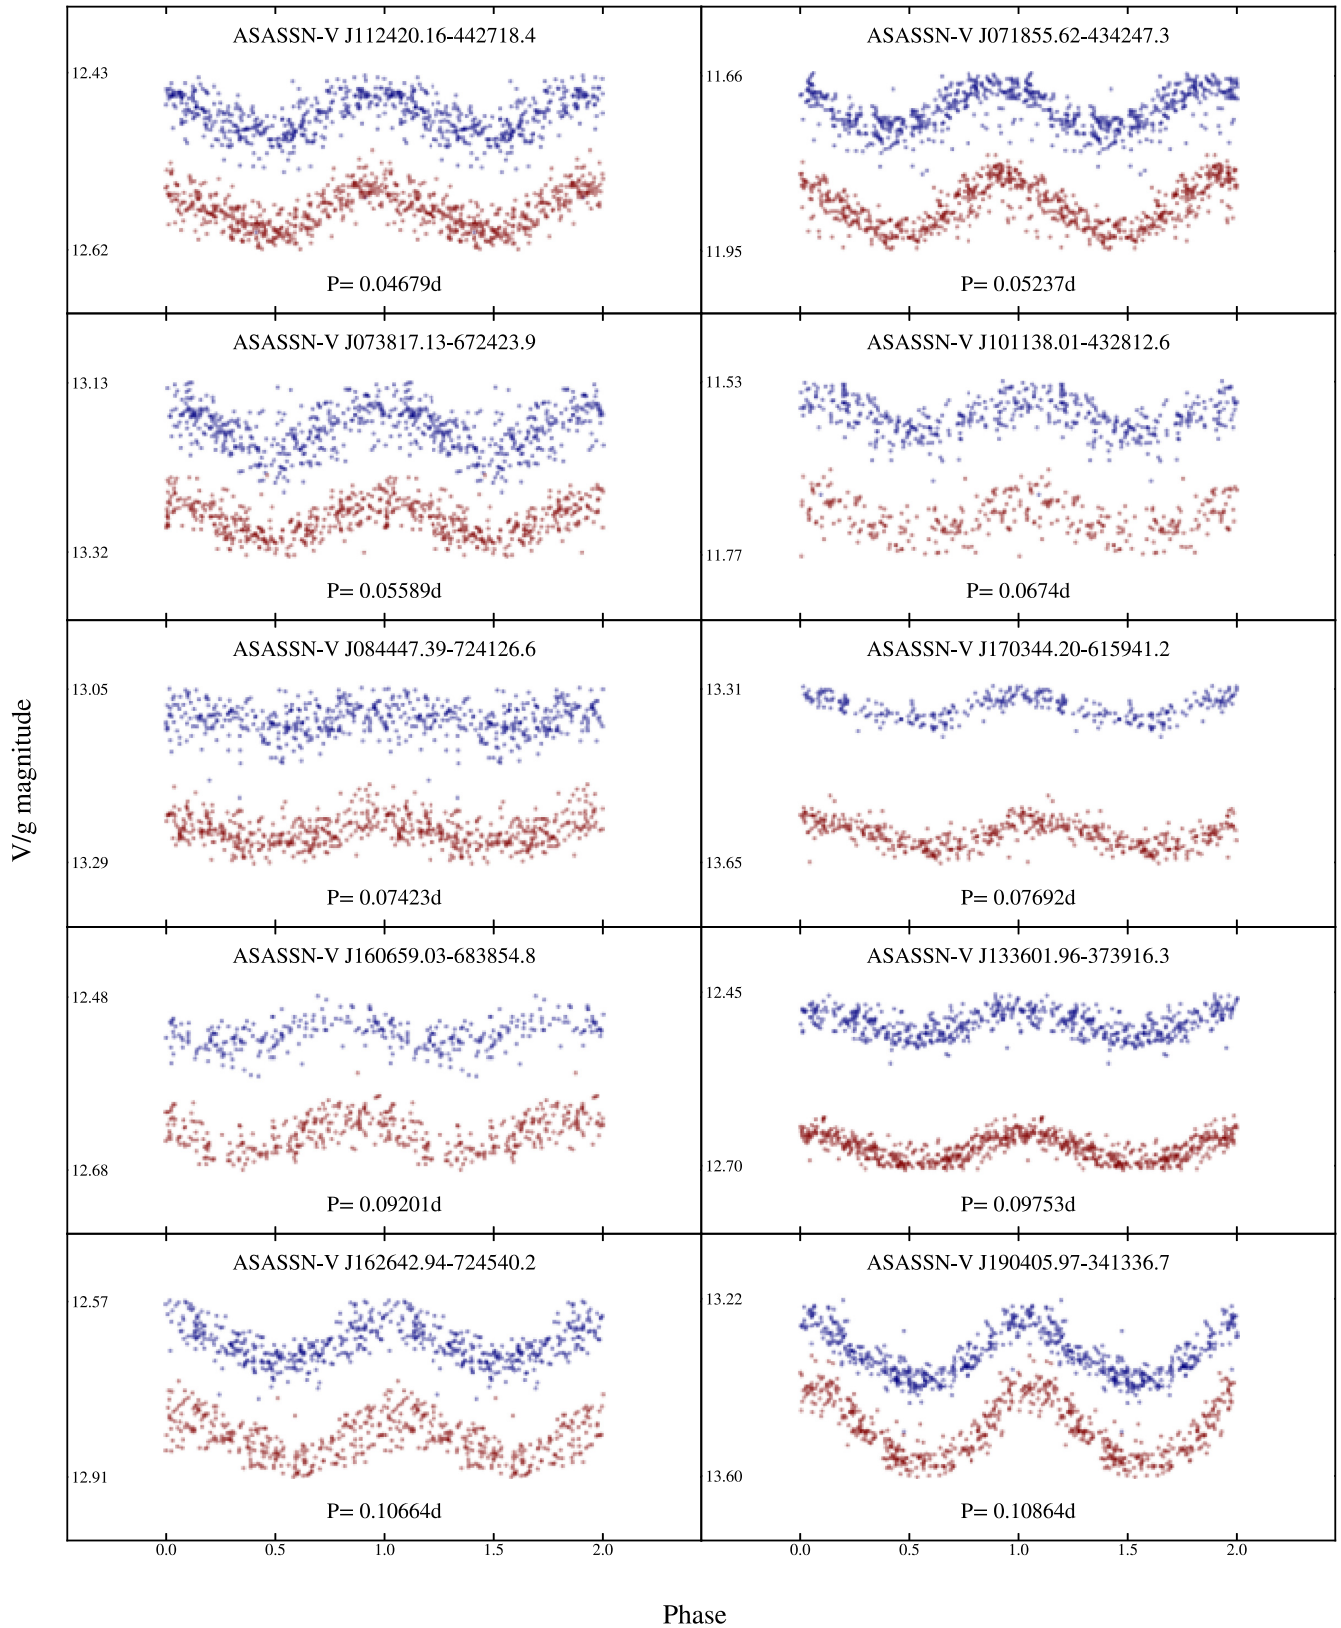 ASASSN-V J112420.16-442718.4
12.43
12.62
P= 0.04679d
ASASSN-V J071855.62-434247.3
11.66
11.95
P= 0.05237d
ASASSN-V J073817.13-672423.9
13.13
13.32
P= 0.05589d
ASASSN-V J101138.01-432812.6
11.53
11.77
P= 0.0674d
ASASSN-V J084447.39-724126.6
13.05
13.29
P= 0.07423d
ASASSN-V J170344.20-615941.2
13.31
13.65
P= 0.07692d
ASASSN-V J160659.03-683854.8
12.48
12.68
P= 0.09201d
ASASSN-V J133601.96-373916.3
12.45
12.70
P= 0.09753d
ASASSN-V J162642.94-724540.2
12.57
12.91
P= 0.10664d
ASASSN-V J190405.97-341336.7
13.22
13.60
P= 0.10864d
0.0 0.5 1.0 1.5 2.0
0.0 0.5 1.0 1.5 2.0
Phase
V/g magnitude